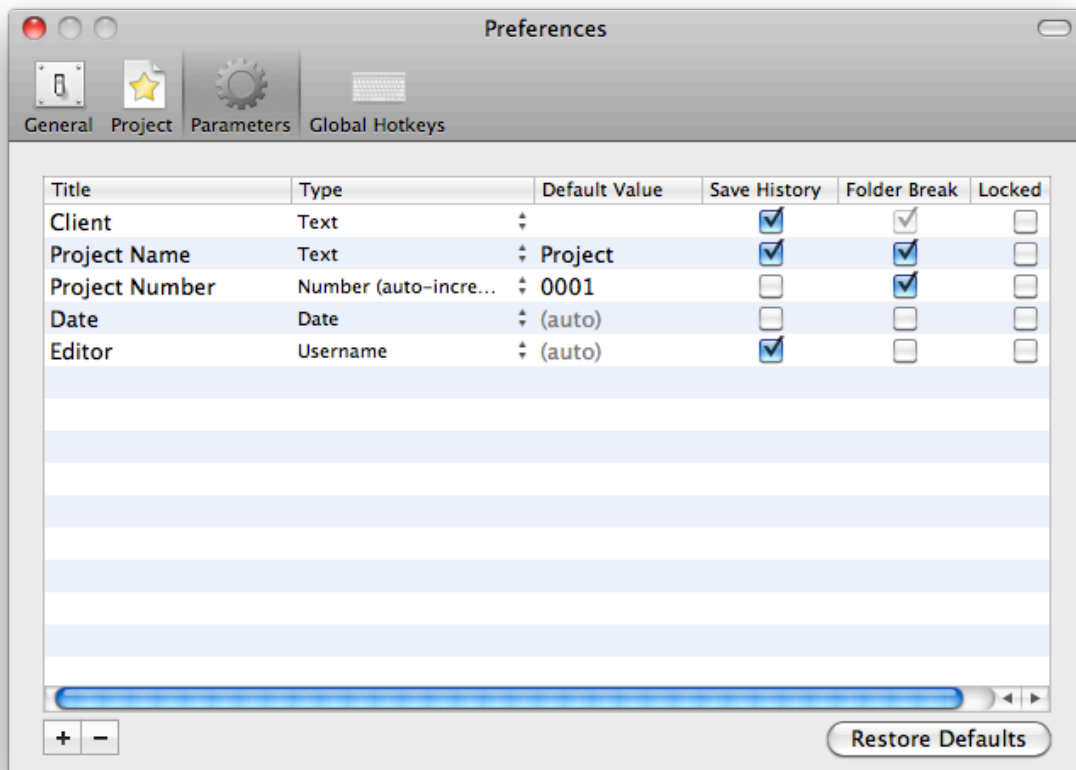 Preferences
General Project Parameters Global Hotkeys
Title Type Default Value Save History Folder Break Locked
Client Text
Project Name Text Project
Project Number Number (auto-incre... 0001
Date Date (auto)
Editor Username (auto)
+ −
Restore Defaults